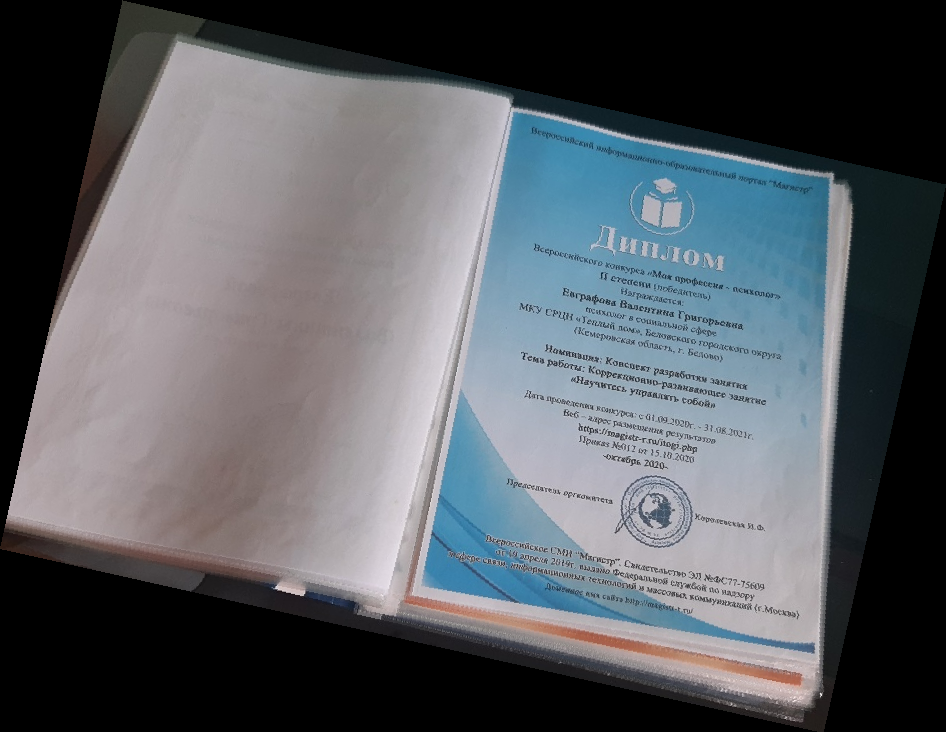 Всероссийский информационно-образовательный портал "Магистр"
Диплом
Всероссийского конкурса «Моя профессия - психолог»
II степени (победитель)
Награждается:
Евграфова Валентина Григорьевна
психолог в социальной сфере
МКУ СРЦН «Теплый дом», Беловского городского округа
(Кемеровская область, г. Белово)
Номинация: Конспект разработки занятия
Тема работы: Коррекционно-развивающее занятие
«Научитесь управлять собой»
Дата проведения конкурса: с 01.09.2020г. - 31.08.2021г.
Веб – адрес размещения результатов
https://magistr-r.ru/itogi.php
Приказ №012 от 15.10.2020
-октябрь 2020-
Председатель оргкомитета
Королевская И.Ф.
Всероссийское СМИ "Магистр". Свидетельство ЭЛ №ФС77-75609
от 19 апреля 2019г. выдано Федеральной службой по надзору
в сфере связи, информационных технологий и массовых коммуникаций (г.Москва)
Доменное имя сайта http://magistr-r.ru/